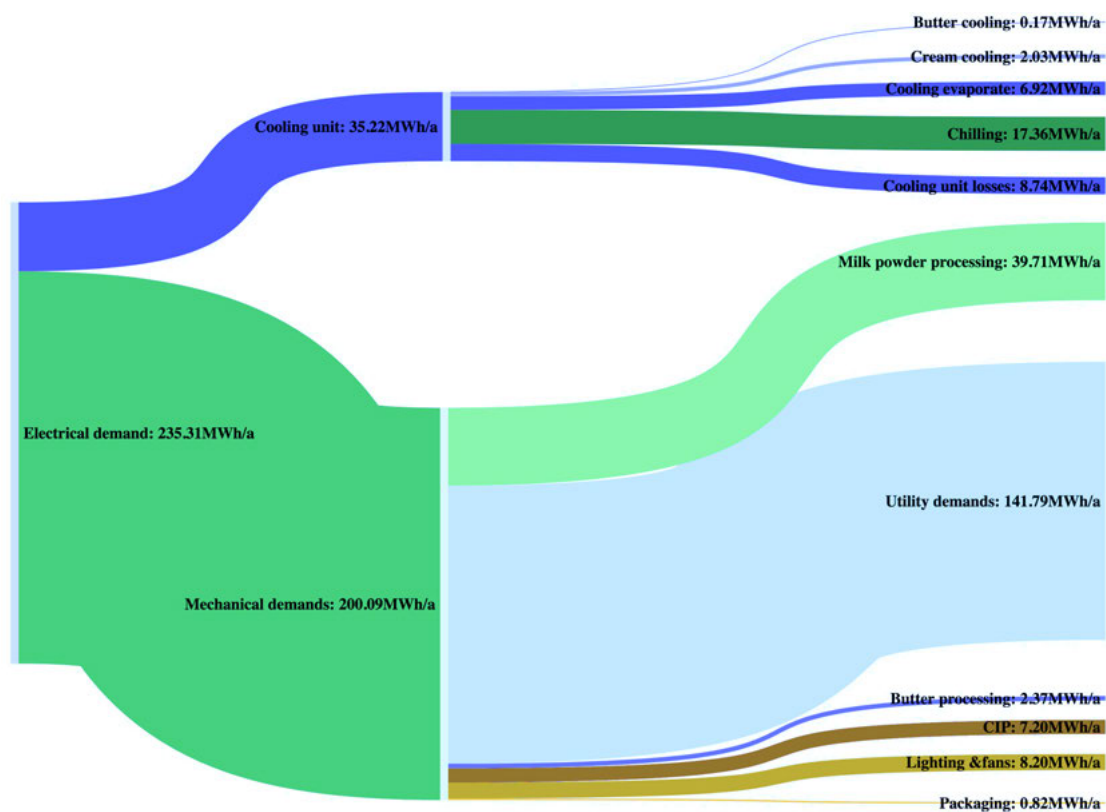 Butter cooling: 0.17MWh/a
Cream cooling: 2.03MWh/a
Cooling evaporate: 6.92MWh/a
Cooling unit: 35.22MWh/a
Chilling: 17.36MWh/a
Cooling unit losses: 8.74MWh/a
Milk powder processing: 39.71MWh/a
Electrical demand: 235.31MWh/a
Utility demands: 141.79MWh/a
Mechanical demands: 200.09MWh/a
Butter processing: 2.37MWh/a
CIP: 7.20MWh/a
Lighting &fans: 8.20MWh/a
Packaging: 0.82MWh/a